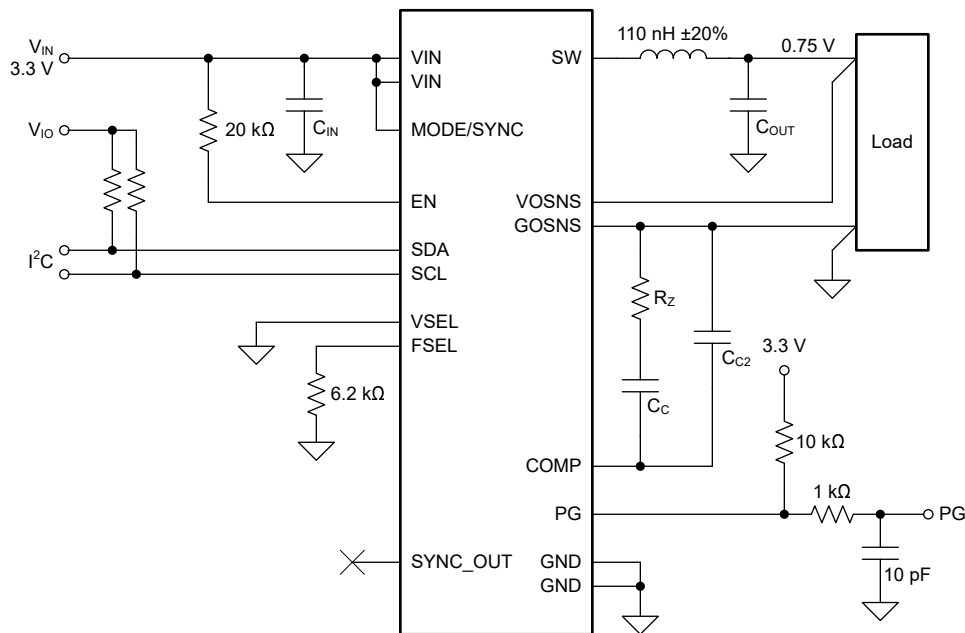 V_IN
3.3 V
V_IO
20 kΩ
C_IN
I²C
6.2 kΩ
VIN
VIN
MODE/SYNC
EN
SDA
SCL
VSEL
FSEL
SYNC_OUT
SW
VOSNS
GOSNS
COMP
PG
GND
GND
110 nH ±20%
0.75 V
C_OUT
Load
R_Z
C_C
C_C2
3.3 V
10 kΩ
1 kΩ
PG
10 pF